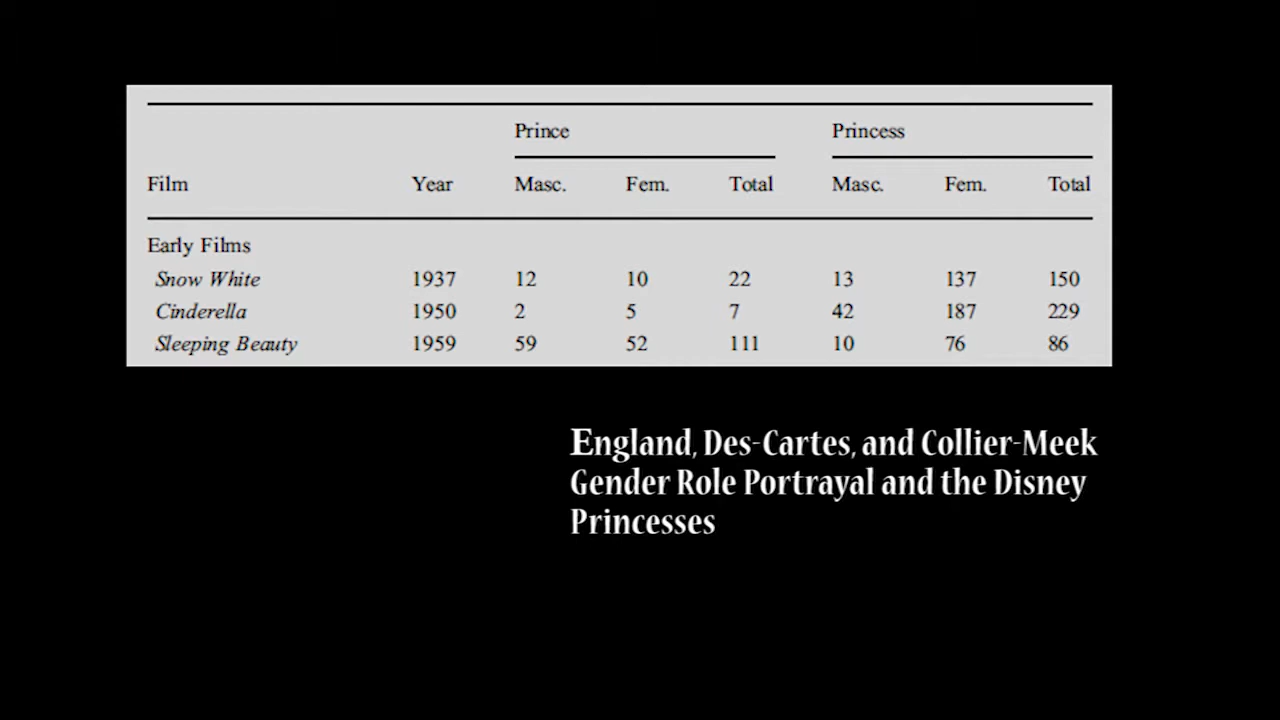 Prince Princess
Film Year Masc. Fem. Total Masc. Fem. Total
Early Films
Snow White 1937 12 10 22 13 137 150
Cinderella 1950 2 5 7 42 187 229
Sleeping Beauty 1959 59 52 111 10 76 86
England, Des-Cartes, and Collier-Meek
Gender Role Portrayal and the Disney
Princesses